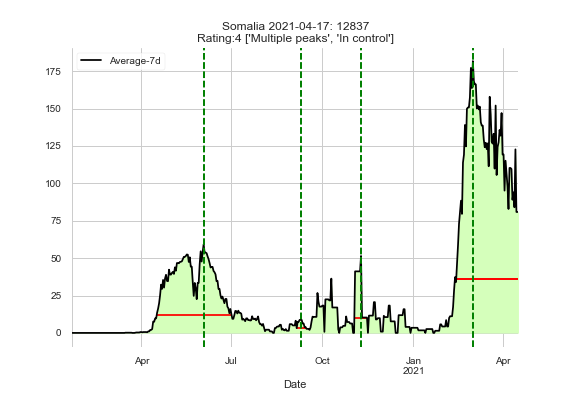 Somalia 2021-04-17: 12837
Rating:4 ['Multiple peaks', 'In control']
Average-7d
175
150
125
100
75
50
25
0
Apr
Jul
Oct
Jan
2021
Apr
Date